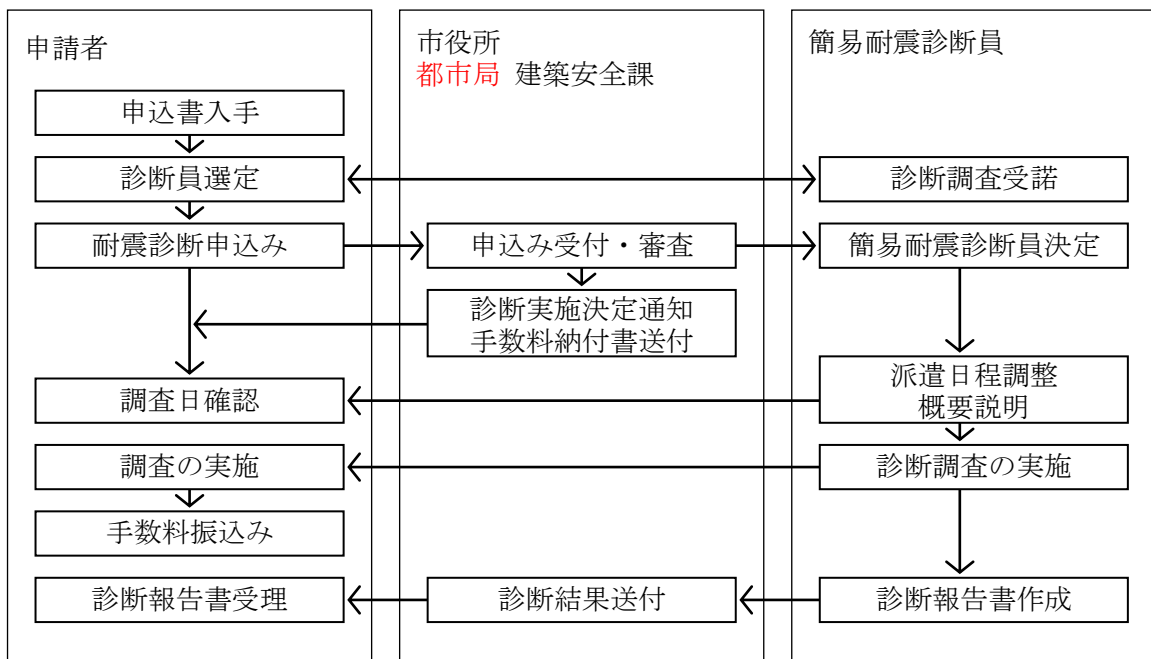 申請者
市役所
都市局 建築安全課
簡易耐震診断員
申込書入手
診断員選定
診断調査受諾
耐震診断申込み
申込み受付・審査
簡易耐震診断員決定
診断実施決定通知
手数料納付書送付
調査日確認
派遣日程調整
概要説明
調査の実施
診断調査の実施
手数料振込み
診断報告書受理
診断結果送付
診断報告書作成